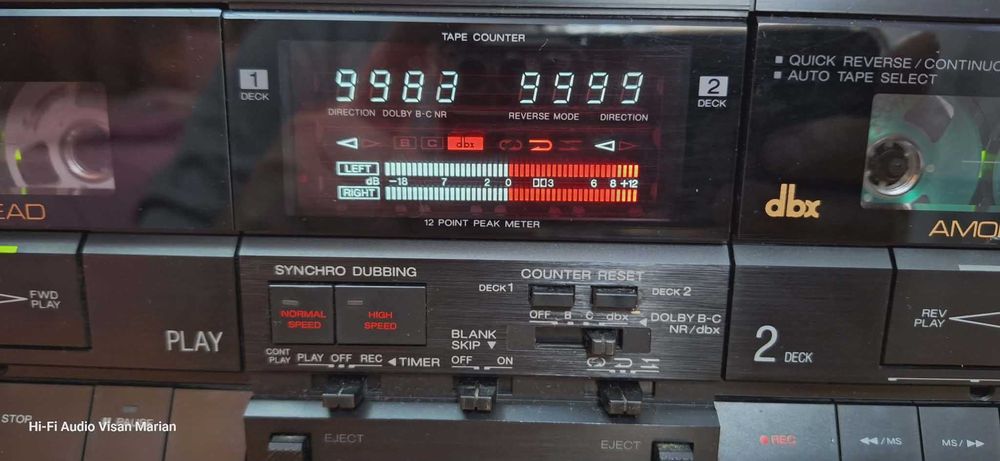 TAPE COUNTER
1 DECK
998
9999
2 DECK
DIRECTION DOLBY B-C NR
REVERSE MODE DIRECTION
B C dbx
LEFT
dB -18 7 2 0 3 6 8 +12
RIGHT
12 POINT PEAK METER
QUICK REVERSE/CONTINUO
AUTO TAPE SELECT
EAD
dbx
AMO
FWD PLAY
PLAY
SYNCHRO DUBBING
NORMAL SPEED
HIGH SPEED
COUNTER RESET
DECK 1
DECK 2
OFF B C dbx
DOLBY B-C
NR/dbx
BLANK
SKIP
OFF ON
CONT PLAY PLAY OFF REC TIMER
2 DECK
REV PLAY
STOP
PAUSE
EJECT
EJECT
REC
/MS
MS/
Hi-Fi Audio Visan Marian